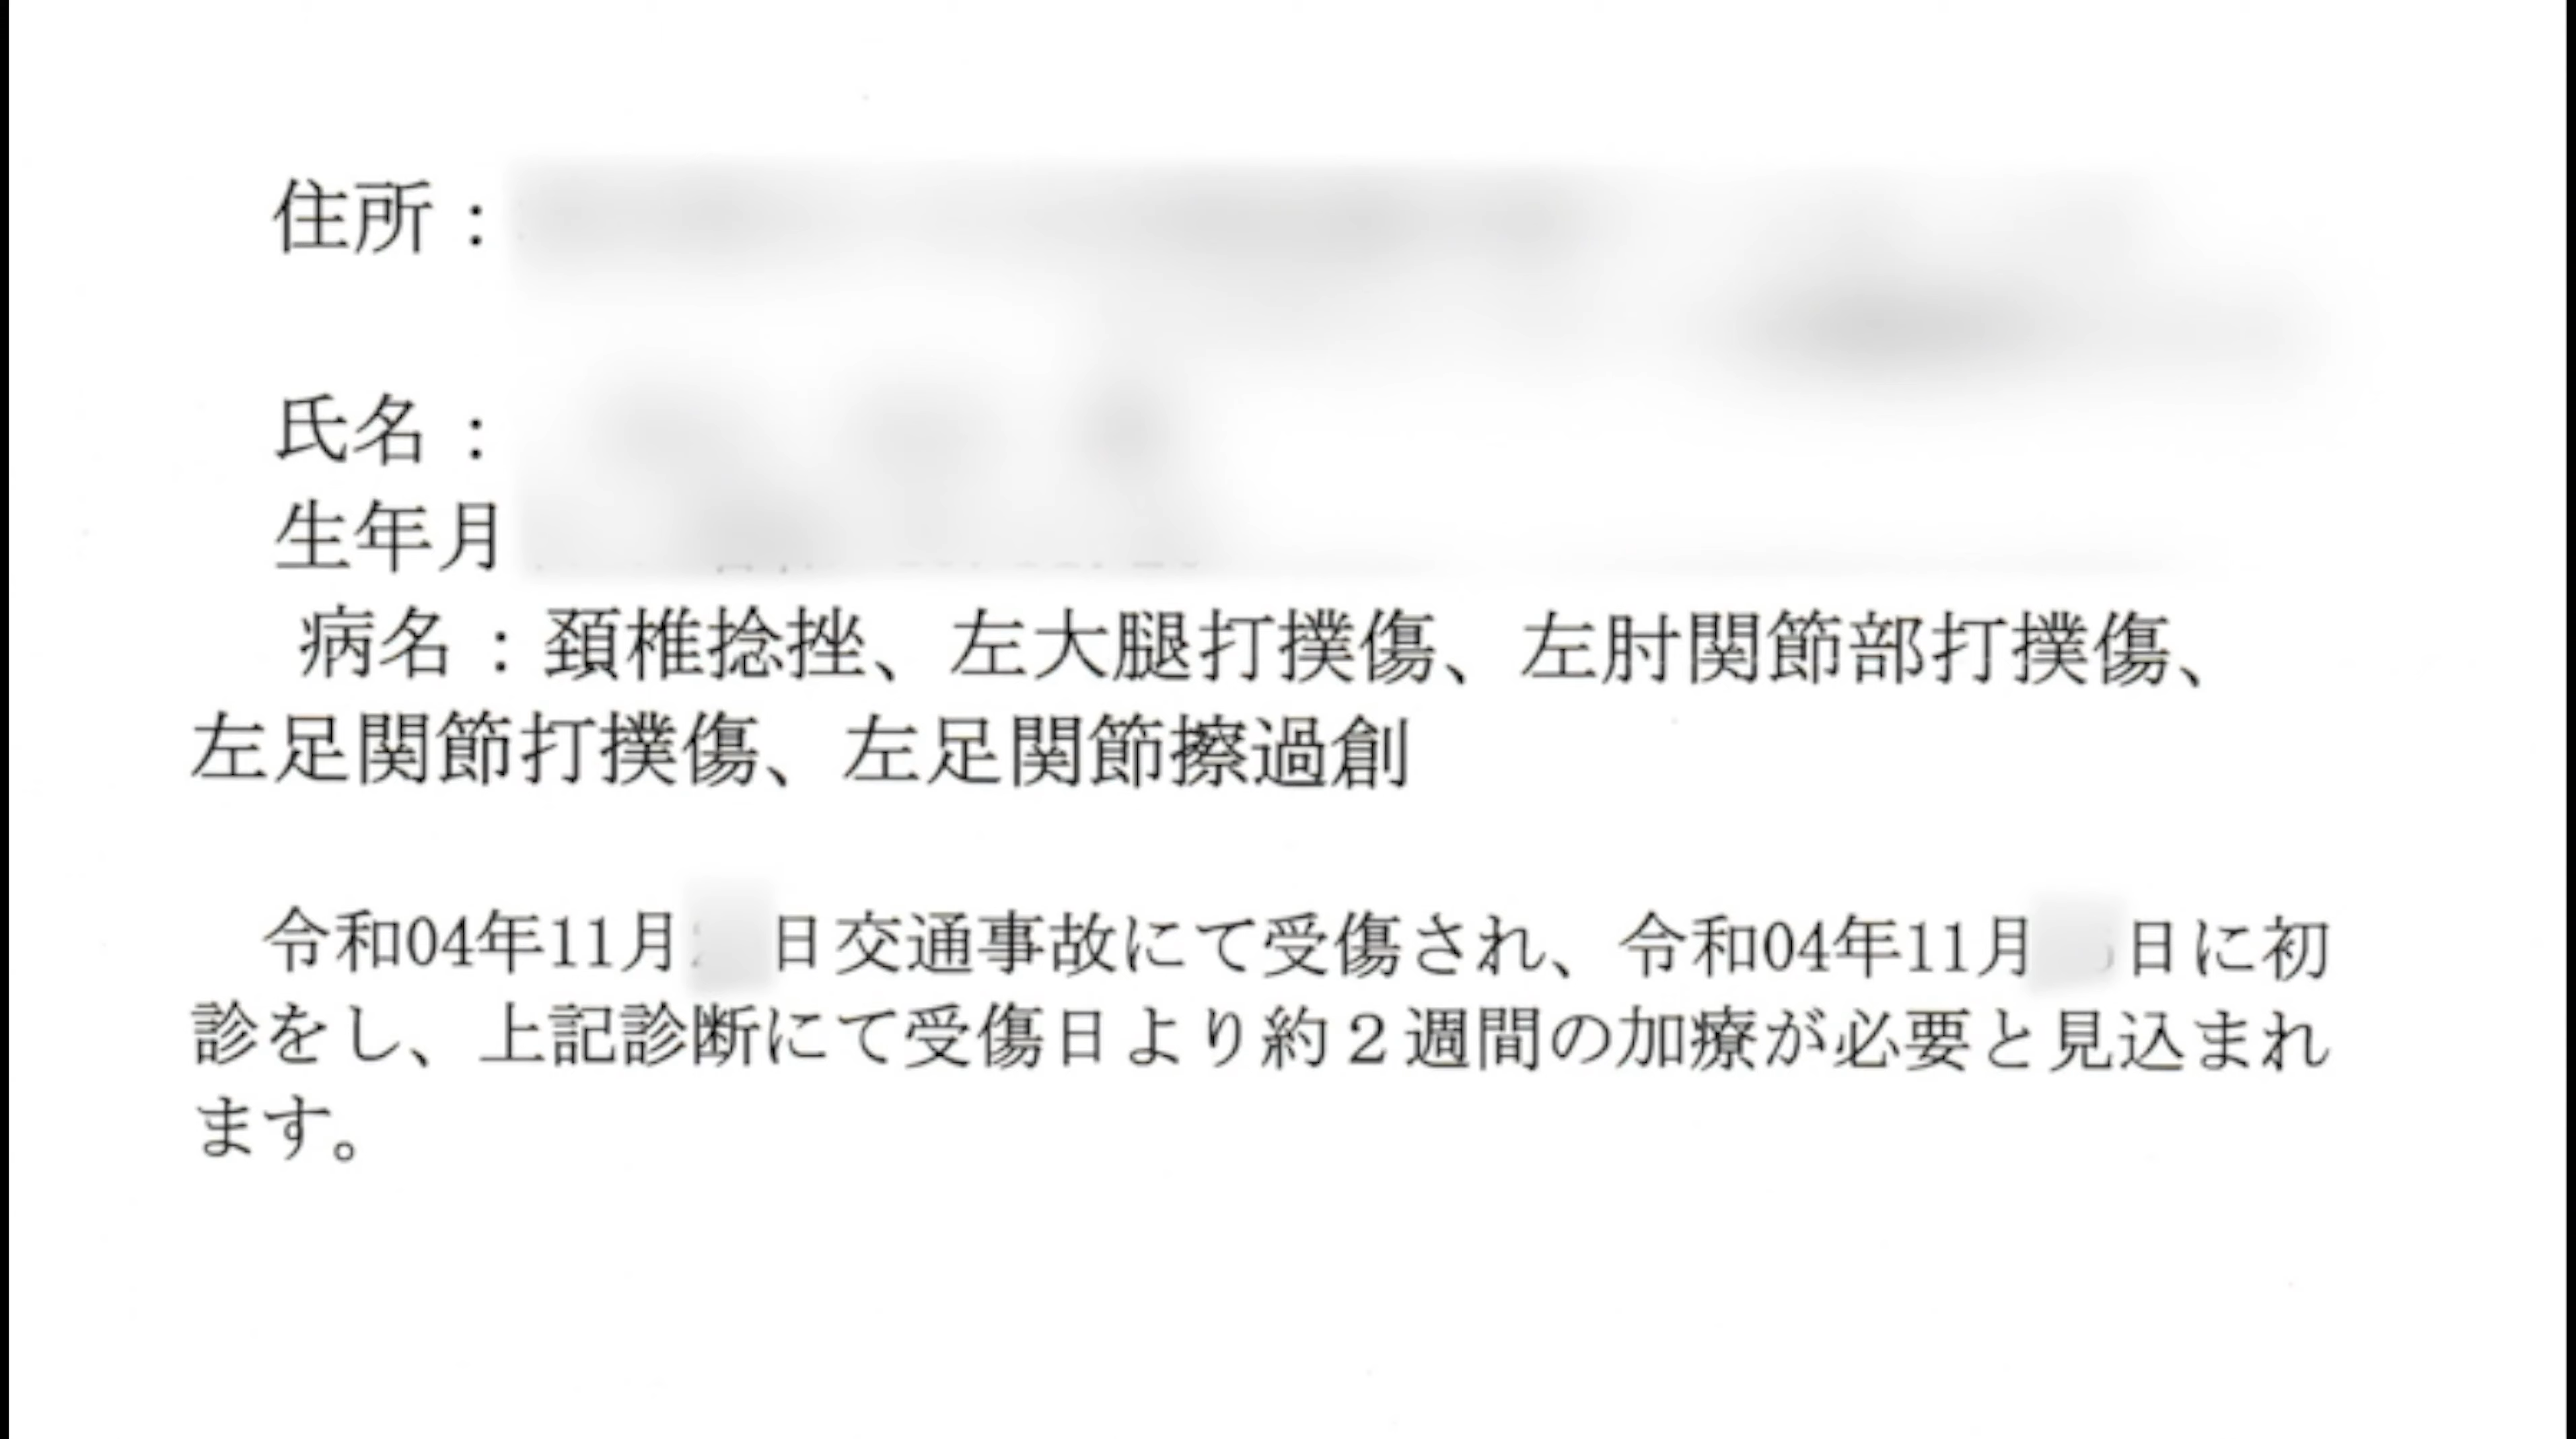 住所：
氏名：
生年月
病名：頚椎捻挫、左大腿打撲傷、左肘関節部打撲傷、
左足関節打撲傷、左足関節擦過創
令和04年11月 日交通事故にて受傷され、令和04年11月 日に初
診をし、上記診断にて受傷日より約２週間の加療が必要と見込まれ
ます。